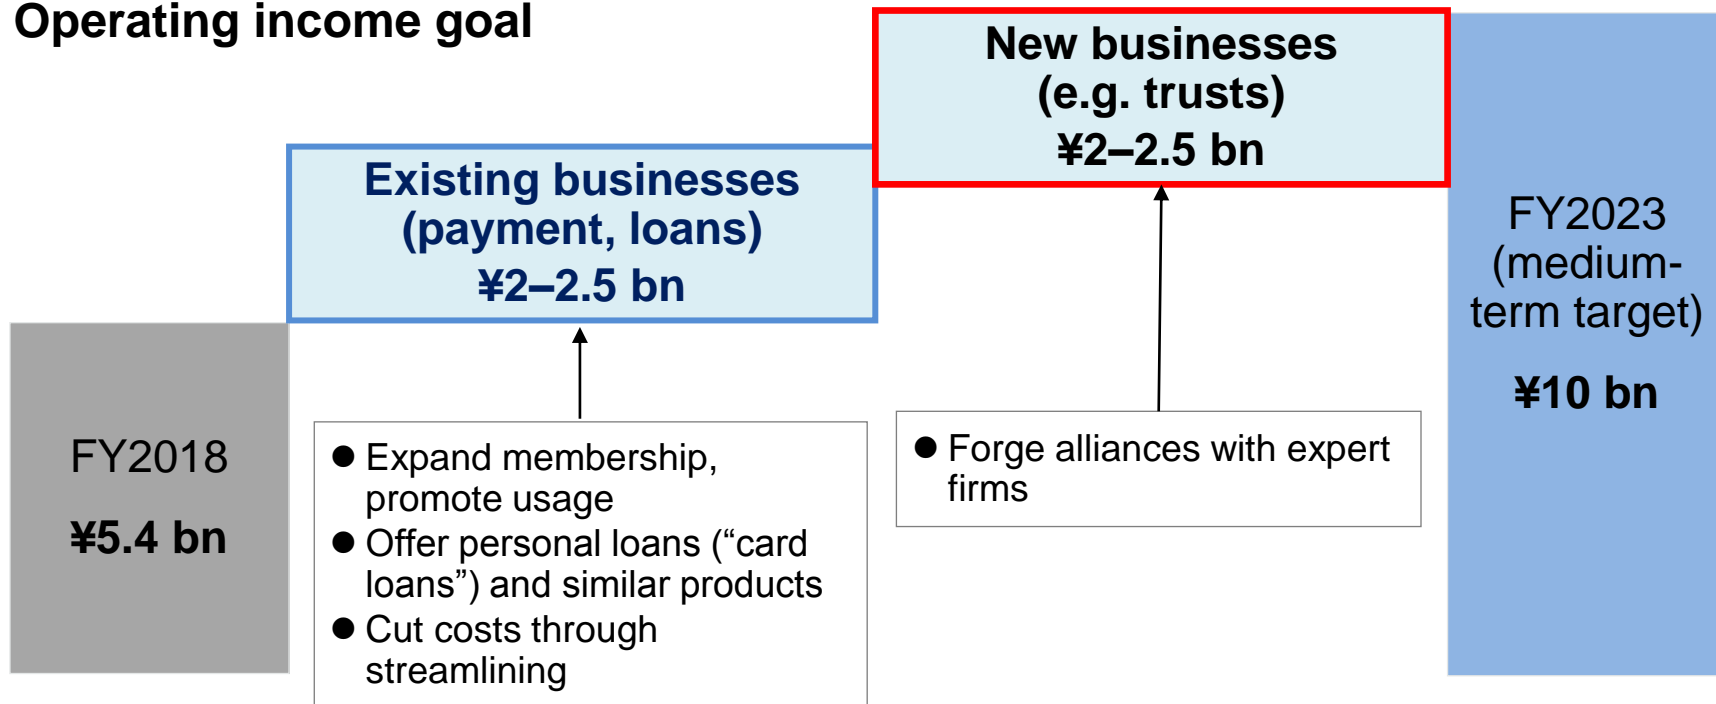 Operating income goal
New businesses
(e.g. trusts)
¥2–2.5 bn
Existing businesses
(payment, loans)
¥2–2.5 bn
FY2018
¥5.4 bn
● Expand membership,
promote usage
● Offer personal loans (“card
loans”) and similar products
● Cut costs through
streamlining
● Forge alliances with expert
firms
FY2023
(medium-
term target)
¥10 bn